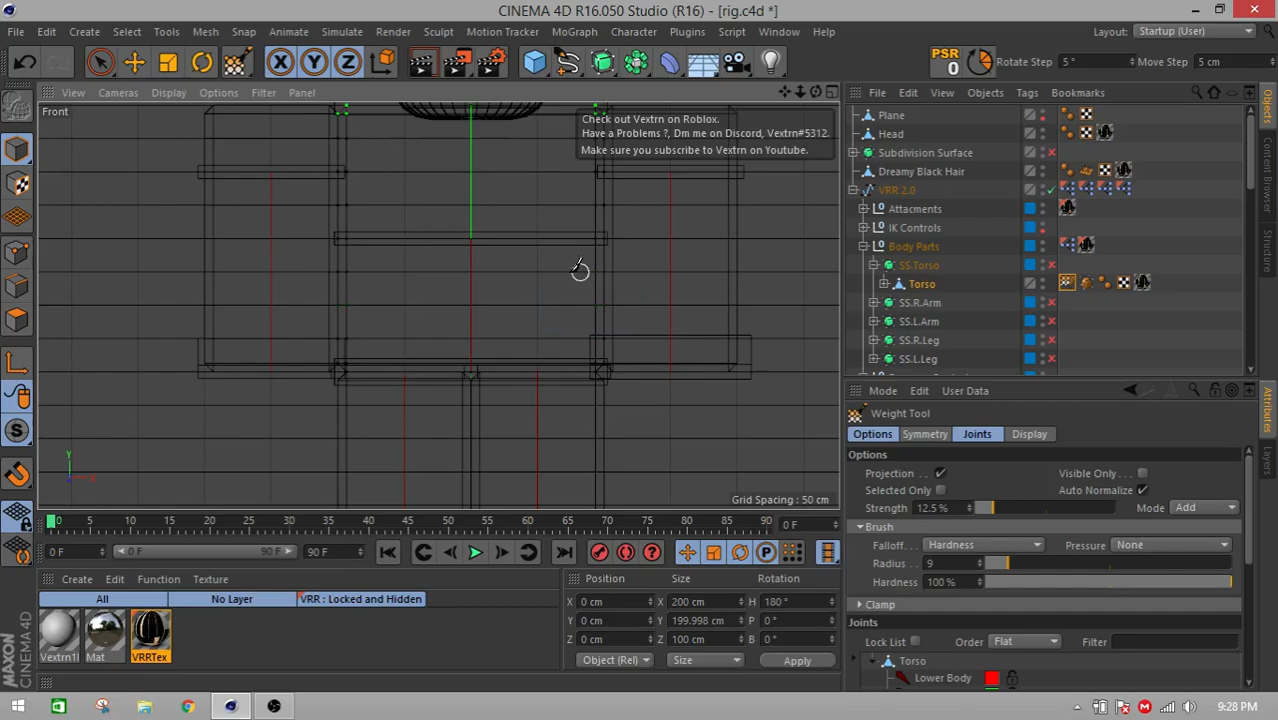 CINEMA 4D R16.050 Studio (R16) - [rig.c4d *]
File Edit Create Select Tools Mesh Snap Animate Simulate Render Sculpt Motion Tracker MoGraph Character Plugins Script Window Help Layout: Startup (User)
X Y Z PSR 0 Rotate Step 5 ° Move Step 5 cm
View Cameras Display Options Filter Panel
File Edit View Objects Tags Bookmarks
Front
Check out Vextrn on Roblox.
Have a Problems ?, Dm me on Discord, Vextrn#5312.
Make sure you subscribe to Vextrn on Youtube.
Plane
Head
Subdivision Surface
Dreamy Black Hair
VRR 2.0
Attacments
IK Controls
Body Parts
SS.Torso
Torso
SS.R.Arm
SS.L.Arm
SS.R.Leg
SS.L.Leg
Objects
Content Browser
Structure
Mode Edit User Data
Weight Tool
Options Symmetry Joints Display
Options
Projection Visible Only
Selected Only Auto Normalize
Strength 12.5 % Mode Add
Brush
Falloff Hardness Pressure None
Radius 9
Hardness 100 %
Clamp
Joints
Lock List Order Flat Filter
Torso
Lower Body
Attributes
Layers
Y
X
Grid Spacing : 50 cm
0 5 10 15 20 25 30 35 40 45 50 55 60 65 70 75 80 85 90 0 F
0 F 0 F 90 F 90 F
Create Edit Function Texture
All No Layer VRR : Locked and Hidden
Vextrn1 Mat VRRTex
Position Size Rotation
X 0 cm X 200 cm H 180 °
Y 0 cm Y 199.998 cm P 0 °
Z 0 cm Z 100 cm B 0 °
Object (Rel) Size Apply
MAXON CINEMA 4D
9:28 PM